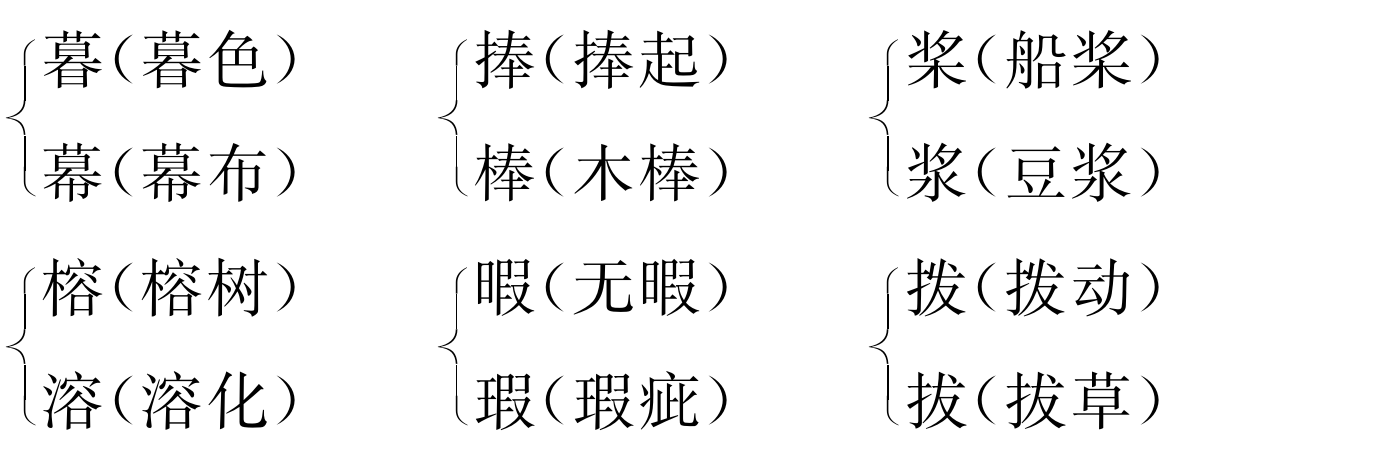 暮(暮色) 捧(捧起) 桨(船桨)
幕(幕布) 棒(木棒) 浆(豆浆)
榕(榕树) 暇(无暇) 拨(拨动)
溶(溶化) 瑕(瑕疵) 拔(拔草)